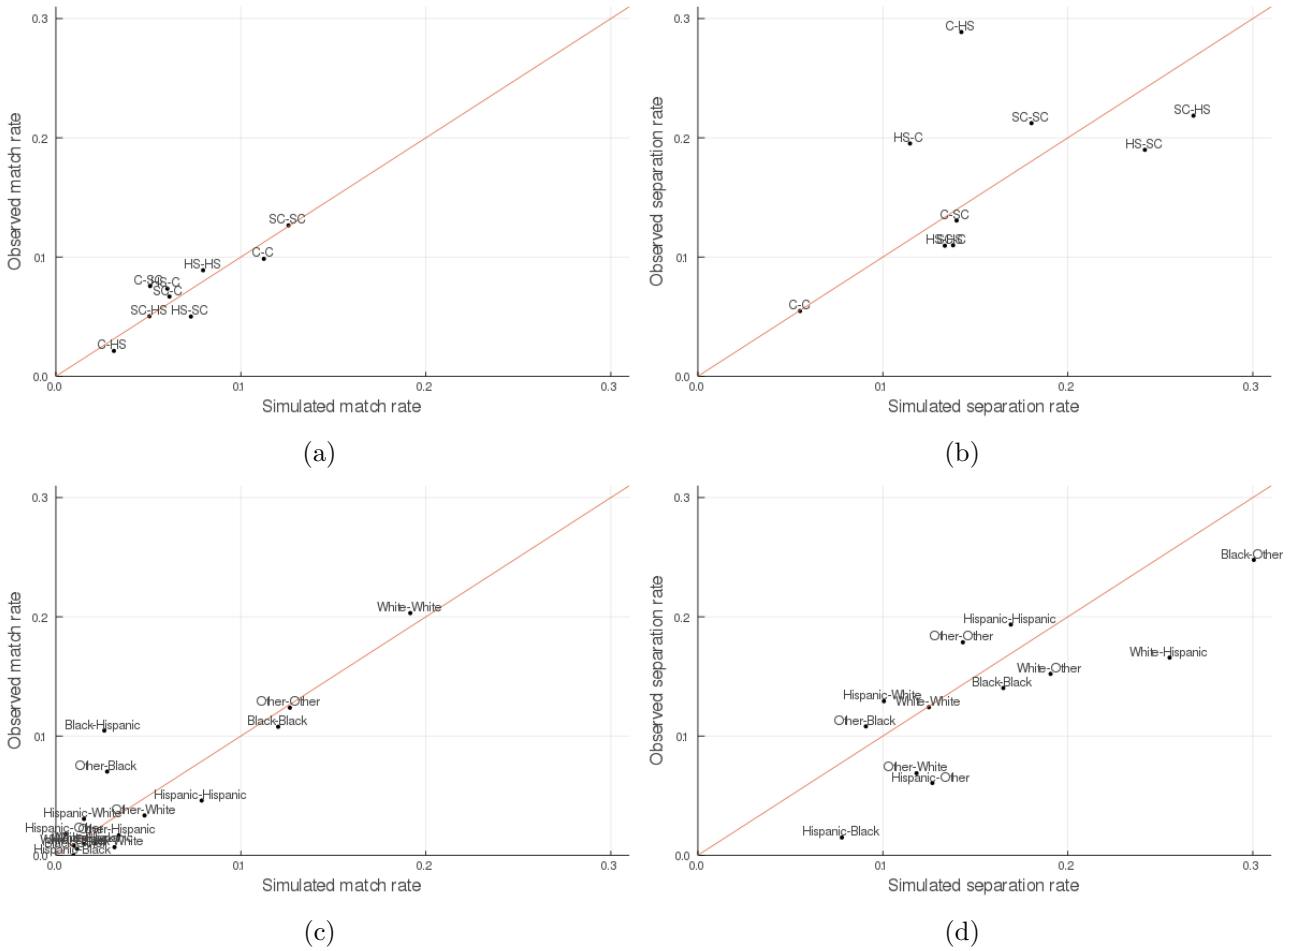 0.3
0.2
0.1
0.0
Observed match rate
SC-SC
C-C
HS-HS
C-SC
HS-C
SC-C
SC-HS
HS-SC
C-HS
0.0
0.1
0.2
0.3
Simulated match rate
(a)
0.3
0.2
0.1
0.0
Observed separation rate
C-HS
SC-HS
SC-SC
HS-C
HS-SC
C-SC
C-C
0.0
0.1
0.2
0.3
Simulated separation rate
(b)
0.3
0.2
0.1
0.0
Observed match rate
White-White
Other-Other
Black-Black
Black-Hispanic
Other-Black
Hispanic-Hispanic
Other-White
Hispanic-White
Hispanic-Other
Other-Hispanic
Hispanic-Black
0.0
0.1
0.2
0.3
Simulated match rate
(c)
0.3
0.2
0.1
0.0
Observed separation rate
Black-Other
Hispanic-Hispanic
Other-Other
White-Hispanic
White-Other
Black-Black
Hispanic-White
White-White
Other-Black
Other-White
Hispanic-Other
Hispanic-Black
0.0
0.1
0.2
0.3
Simulated separation rate
(d)